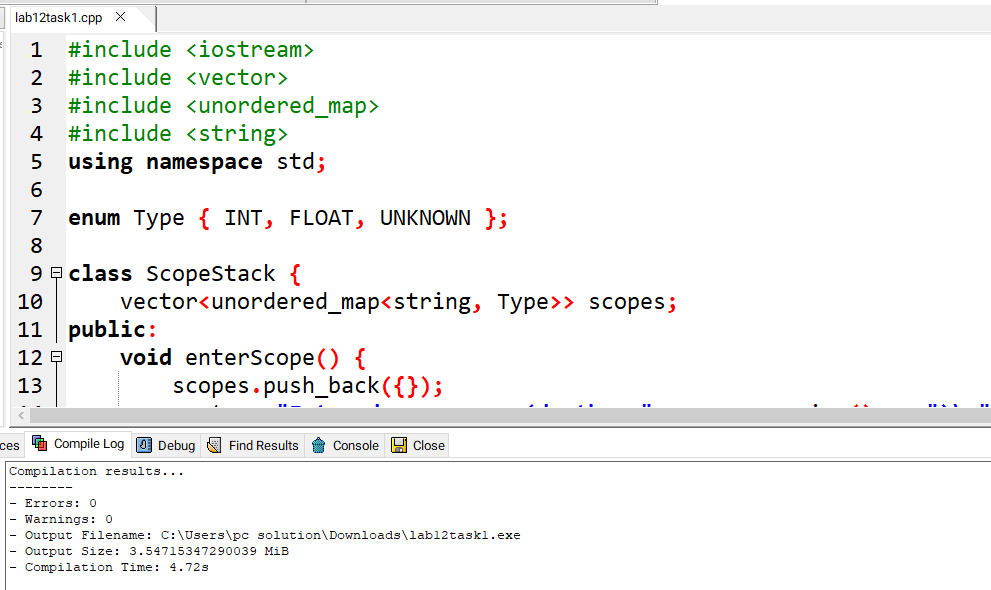 lab12task1.cpp
1 #include <iostream>
2 #include <vector>
3 #include <unordered_map>
4 #include <string>
5 using namespace std;
6
7 enum Type { INT, FLOAT, UNKNOWN };
8
9 class ScopeStack {
10 vector<unordered_map<string, Type>> scopes;
11 public:
12 void enterScope() {
13 scopes.push_back({});
ces Compile Log Debug Find Results Console Close
Compilation results...
--------
- Errors: 0
- Warnings: 0
- Output Filename: C:\Users\pc solution\Downloads\lab12task1.exe
- Output Size: 3.54715347290039 MiB
- Compilation Time: 4.72s